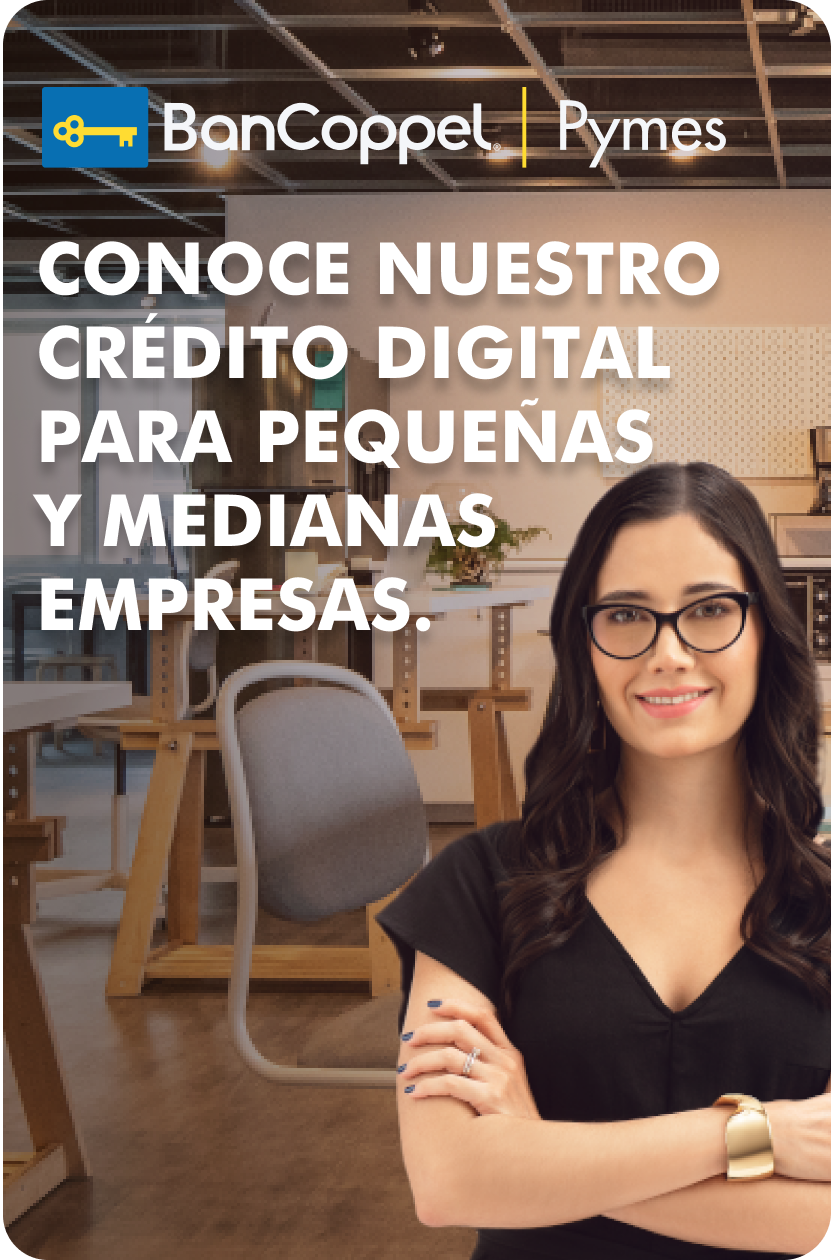 BanCoppel® | Pymes
CONOCE NUESTRO
CRÉDITO DIGITAL
PARA PEQUEÑAS
Y MEDIANAS
EMPRESAS.